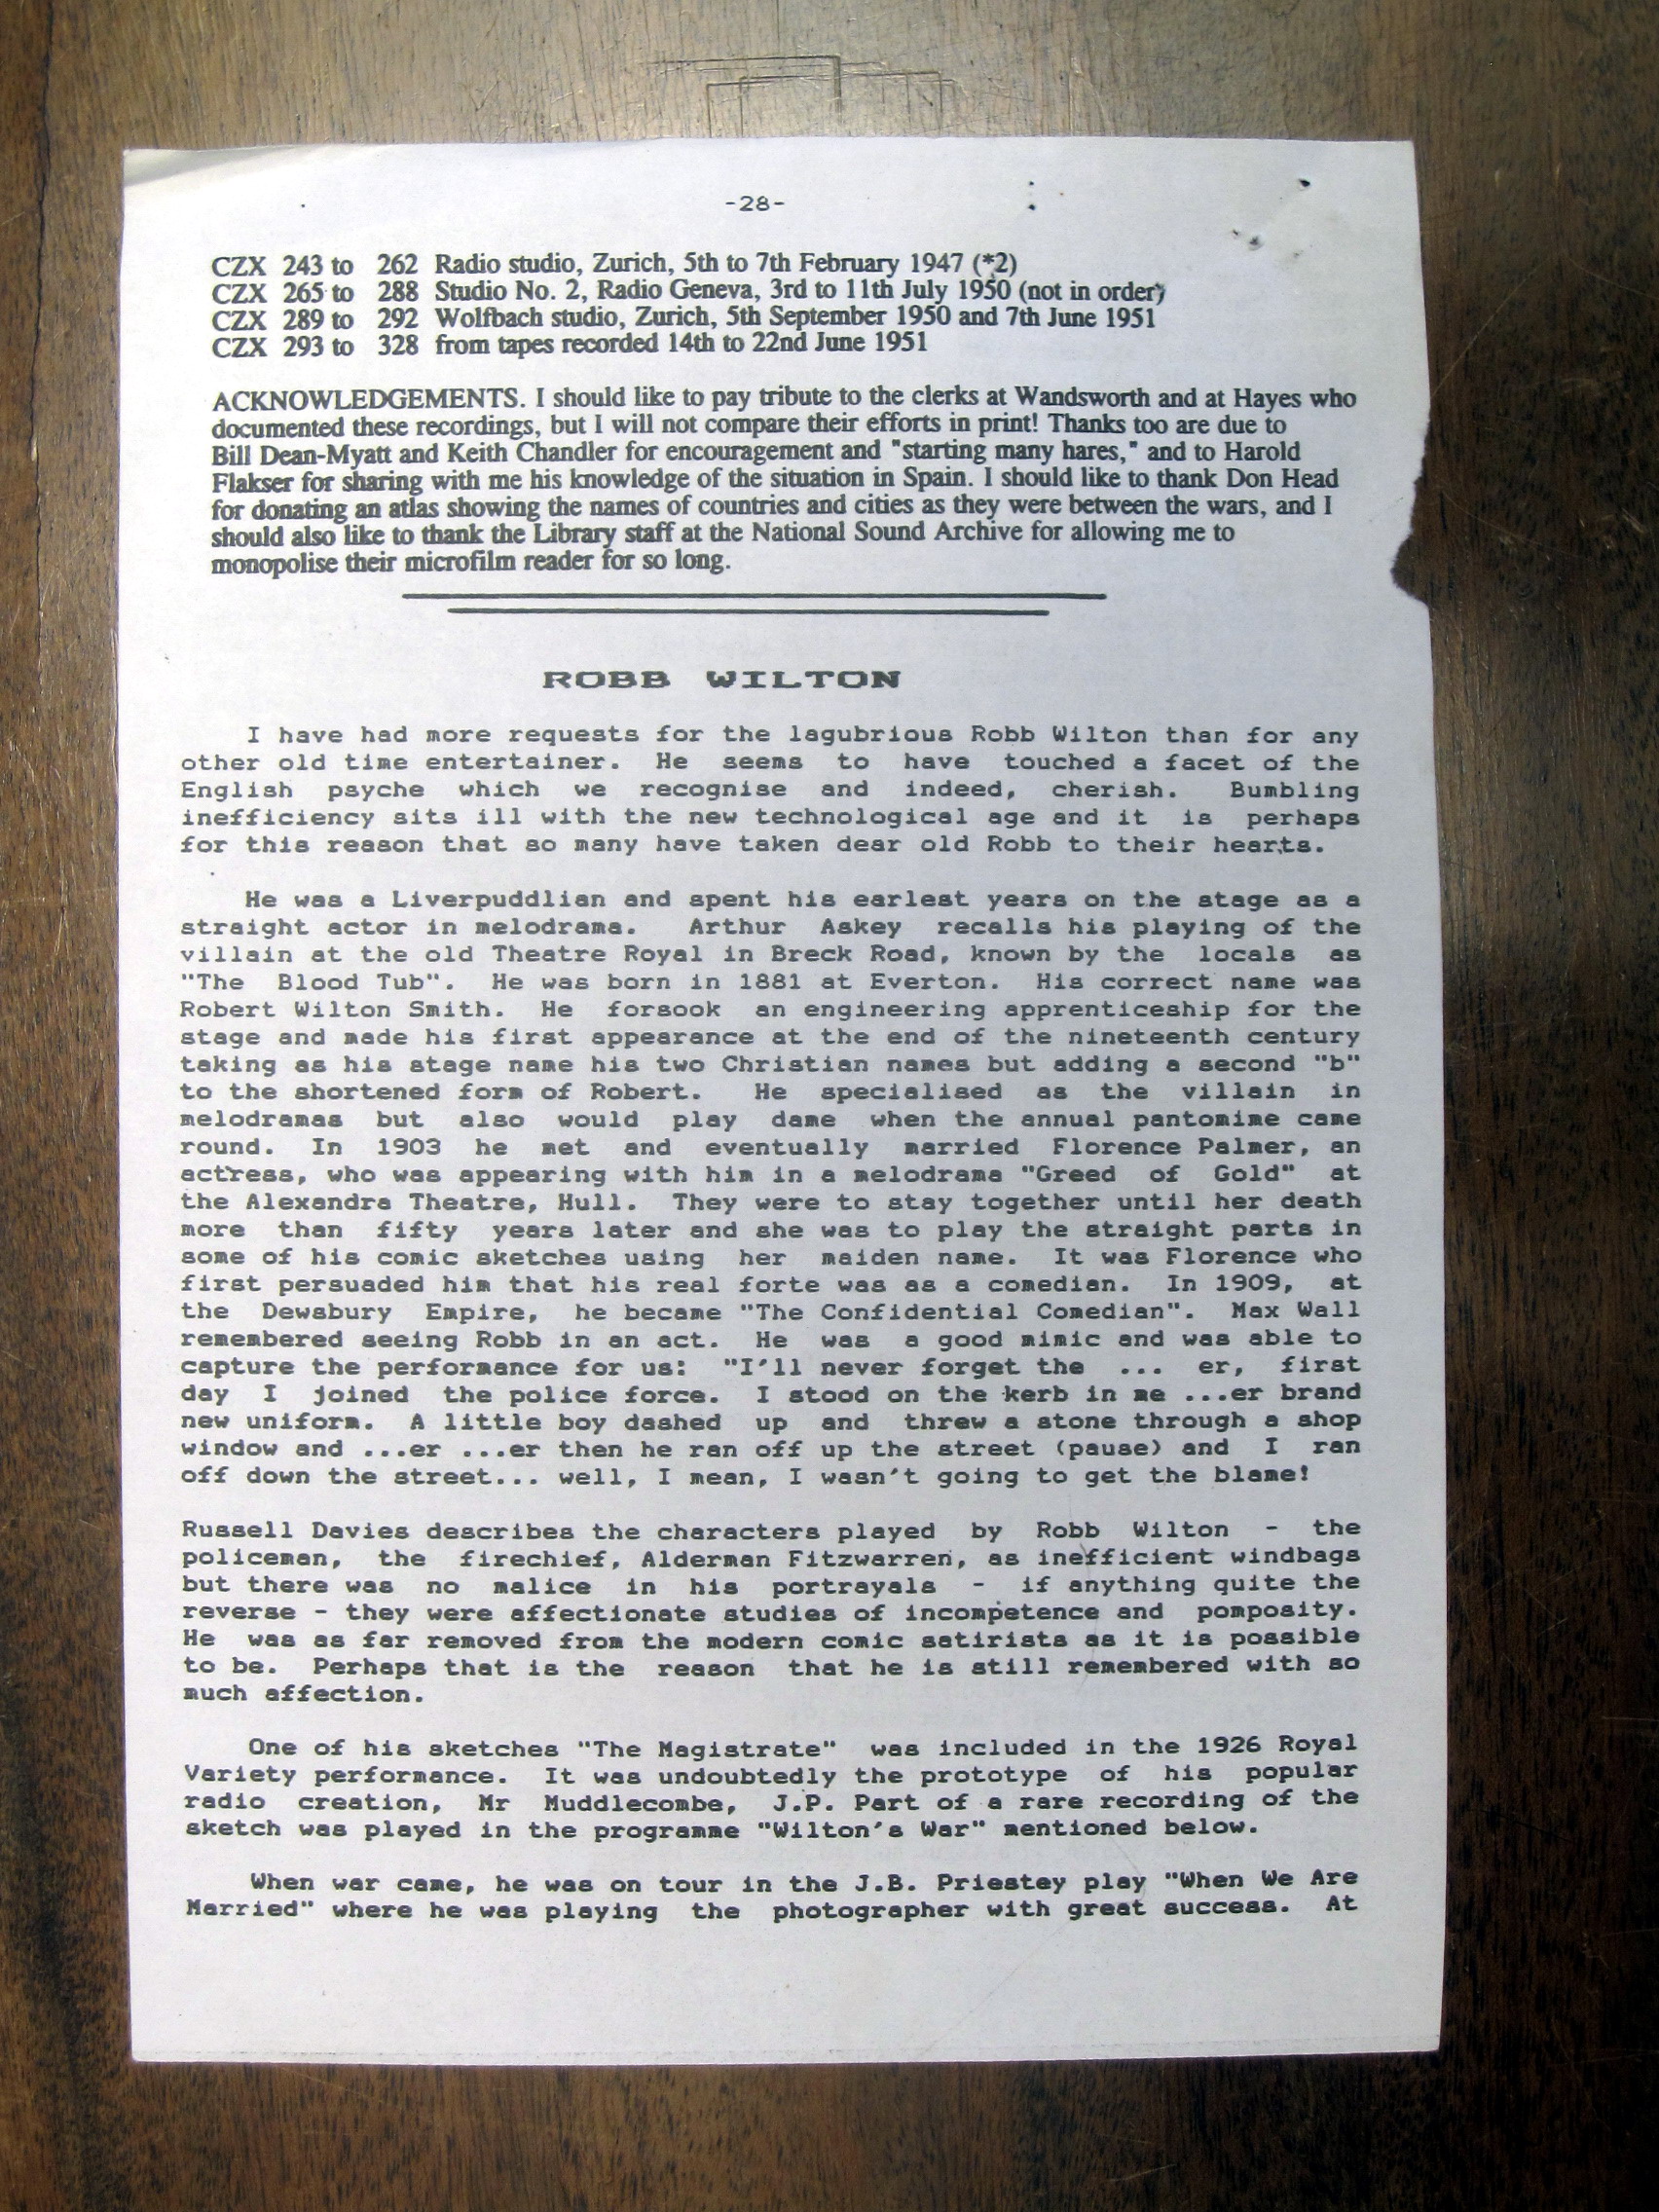 -28-
CZX 243 to 262 Radio studio, Zurich, 5th to 7th February 1947 (*2)
CZX 265 to 288 Studio No. 2, Radio Geneva, 3rd to 11th July 1950 (not in order)
CZX 289 to 292 Wolfbach studio, Zurich, 5th September 1950 and 7th June 1951
CZX 293 to 328 from tapes recorded 14th to 22nd June 1951
ACKNOWLEDGEMENTS. I should like to pay tribute to the clerks at Wandsworth and at Hayes who
documented these recordings, but I will not compare their efforts in print! Thanks too are due to
Bill Dean-Myatt and Keith Chandler for encouragement and "starting many hares," and to Harold
Flakser for sharing with me his knowledge of the situation in Spain. I should like to thank Don Head
for donating an atlas showing the names of countries and cities as they were between the wars, and I
should also like to thank the Library staff at the National Sound Archive for allowing me to
monopolise their microfilm reader for so long.
ROBB WILTON
I have had more requests for the lagubrious Robb Wilton than for any
other old time entertainer. He seems to have touched a facet of the
English psyche which we recognise and indeed, cherish. Bumbling
inefficiency sits ill with the new technological age and it is perhaps
for this reason that so many have taken dear old Robb to their hearts.
He was a Liverpuddlian and spent his earlest years on the stage as a
straight actor in melodrama. Arthur Askey recalls his playing of the
villain at the old Theatre Royal in Breck Road, known by the locals as
"The Blood Tub". He was born in 1881 at Everton. His correct name was
Robert Wilton Smith. He forsook an engineering apprenticeship for the
stage and made his first appearance at the end of the nineteenth century
taking as his stage name his two Christian names but adding a second "b"
to the shortened form of Robert. He specialised as the villain in
melodramas but also would play dame when the annual pantomime came
round. In 1903 he met and eventually married Florence Palmer, an
actress, who was appearing with him in a melodrama "Greed of Gold" at
the Alexandra Theatre, Hull. They were to stay together until her death
more than fifty years later and she was to play the straight parts in
some of his comic sketches using her maiden name. It was Florence who
first persuaded him that his real forte was as a comedian. In 1909, at
the Dewsbury Empire, he became "The Confidential Comedian". Max Wall
remembered seeing Robb in an act. He was a good mimic and was able to
capture the performance for us: "I'll never forget the ... er, first
day I joined the police force. I stood on the kerb in me ...er brand
new uniform. A little boy dashed up and threw a stone through a shop
window and ...er ...er then he ran off up the street (pause) and I ran
off down the street... well, I mean, I wasn't going to get the blame!
Russell Davies describes the characters played by Robb Wilton - the
policeman, the firechief, Alderman Fitzwarren, as inefficient windbags
but there was no malice in his portrayals - if anything quite the
reverse - they were affectionate studies of incompetence and pomposity.
He was as far removed from the modern comic satirists as it is possible
to be. Perhaps that is the reason that he is still remembered with so
much affection.
One of his sketches "The Magistrate" was included in the 1926 Royal
Variety performance. It was undoubtedly the prototype of his popular
radio creation, Mr Muddlecombe, J.P. Part of a rare recording of the
sketch was played in the programme "Wilton's War" mentioned below.
When war came, he was on tour in the J.B. Priestey play "When We Are
Married" where he was playing the photographer with great success. At